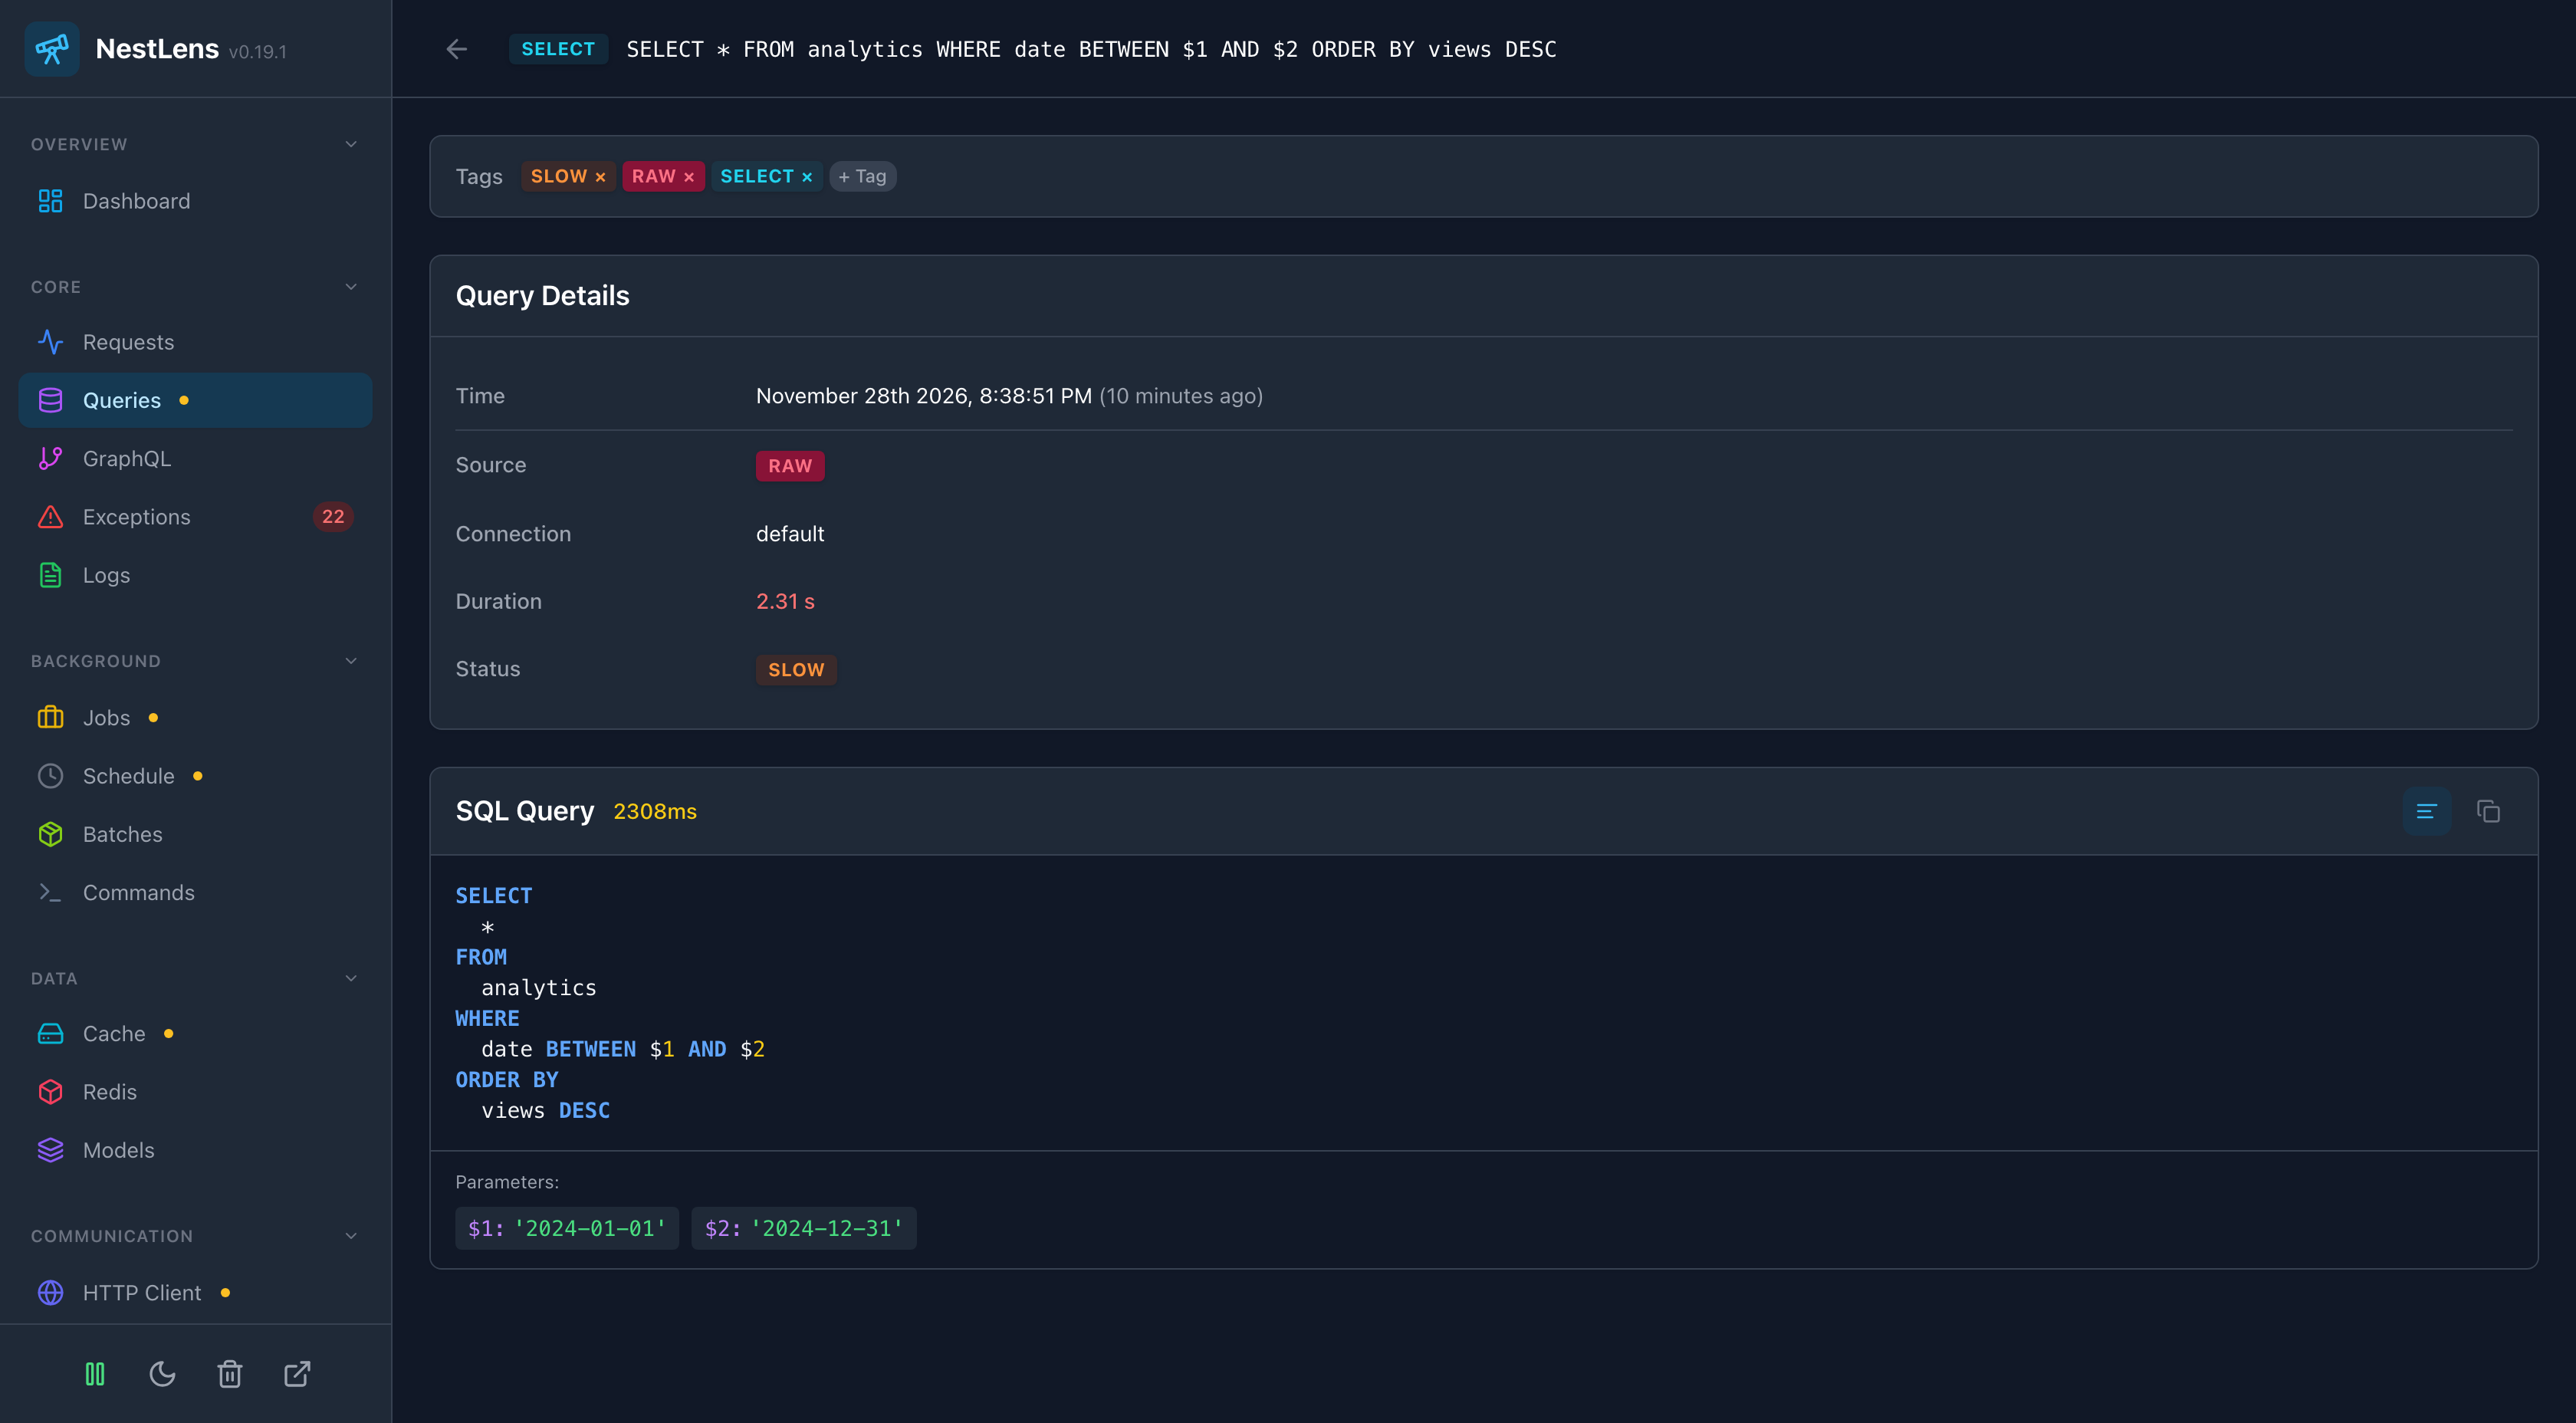 NestLens v0.19.1
OVERVIEW
Dashboard
CORE
Requests
Queries
GraphQL
Exceptions 22
Logs
BACKGROUND
Jobs
Schedule
Batches
Commands
DATA
Cache
Redis
Models
COMMUNICATION
HTTP Client
SELECT SELECT * FROM analytics WHERE date BETWEEN $1 AND $2 ORDER BY views DESC
Tags SLOW × RAW × SELECT × + Tag
Query Details
Time November 28th 2026, 8:38:51 PM (10 minutes ago)
Source RAW
Connection default
Duration 2.31 s
Status SLOW
SQL Query 2308ms
SELECT
*
FROM
analytics
WHERE
date BETWEEN $1 AND $2
ORDER BY
views DESC
Parameters:
$1: '2024-01-01' $2: '2024-12-31'